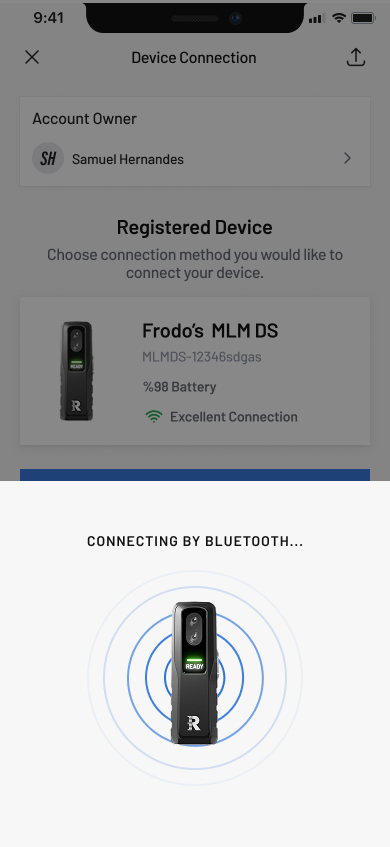 9:41
Device Connection
Account Owner
SH
Samuel Hernandes
Registered Device
Choose connection method you would like to
connect your device.
Frodo's MLM DS
MLMDS-12346sdgas
%98 Battery
Excellent Connection
READY
R
CONNECTING BY BLUETOOTH...
READY
R